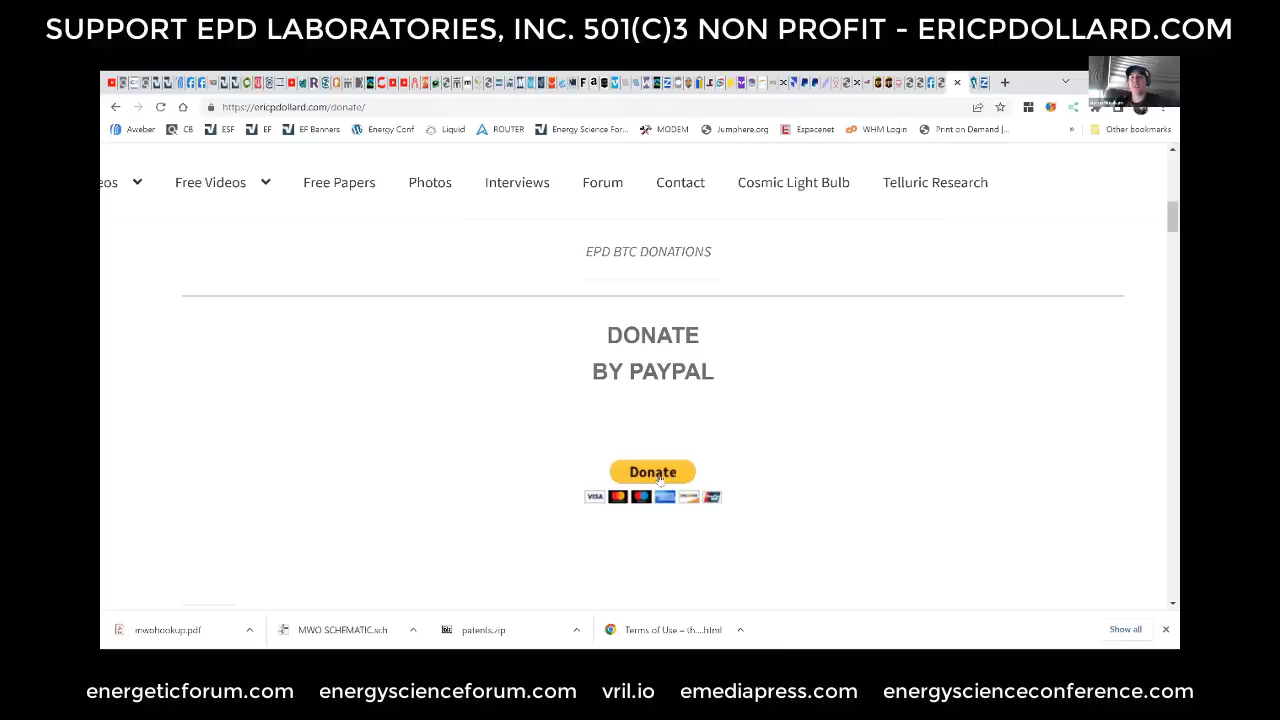 SUPPORT EPD LABORATORIES, INC. 501(C)3 NON PROFIT - ERICPDOLLARD.COM
https://ericpdollard.com/donate/
Aweber CB ESF EF EF Banners Energy Conf Liquid ROUTER Energy Science For... MODEM Jumphere.org Espacenet WHM Login Print on Demand |... » Other bookmarks
eos Free Videos Free Papers Photos Interviews Forum Contact Cosmic Light Bulb Telluric Research
EPD BTC DONATIONS
DONATE
BY PAYPAL
Donate
VISA
mwohookup.pdf MWO SCHEMATIC.sch patents.zip Terms of Use – th....html Show all
energeticforum.com energyscienceforum.com vril.io emediapress.com energyscienceconference.com